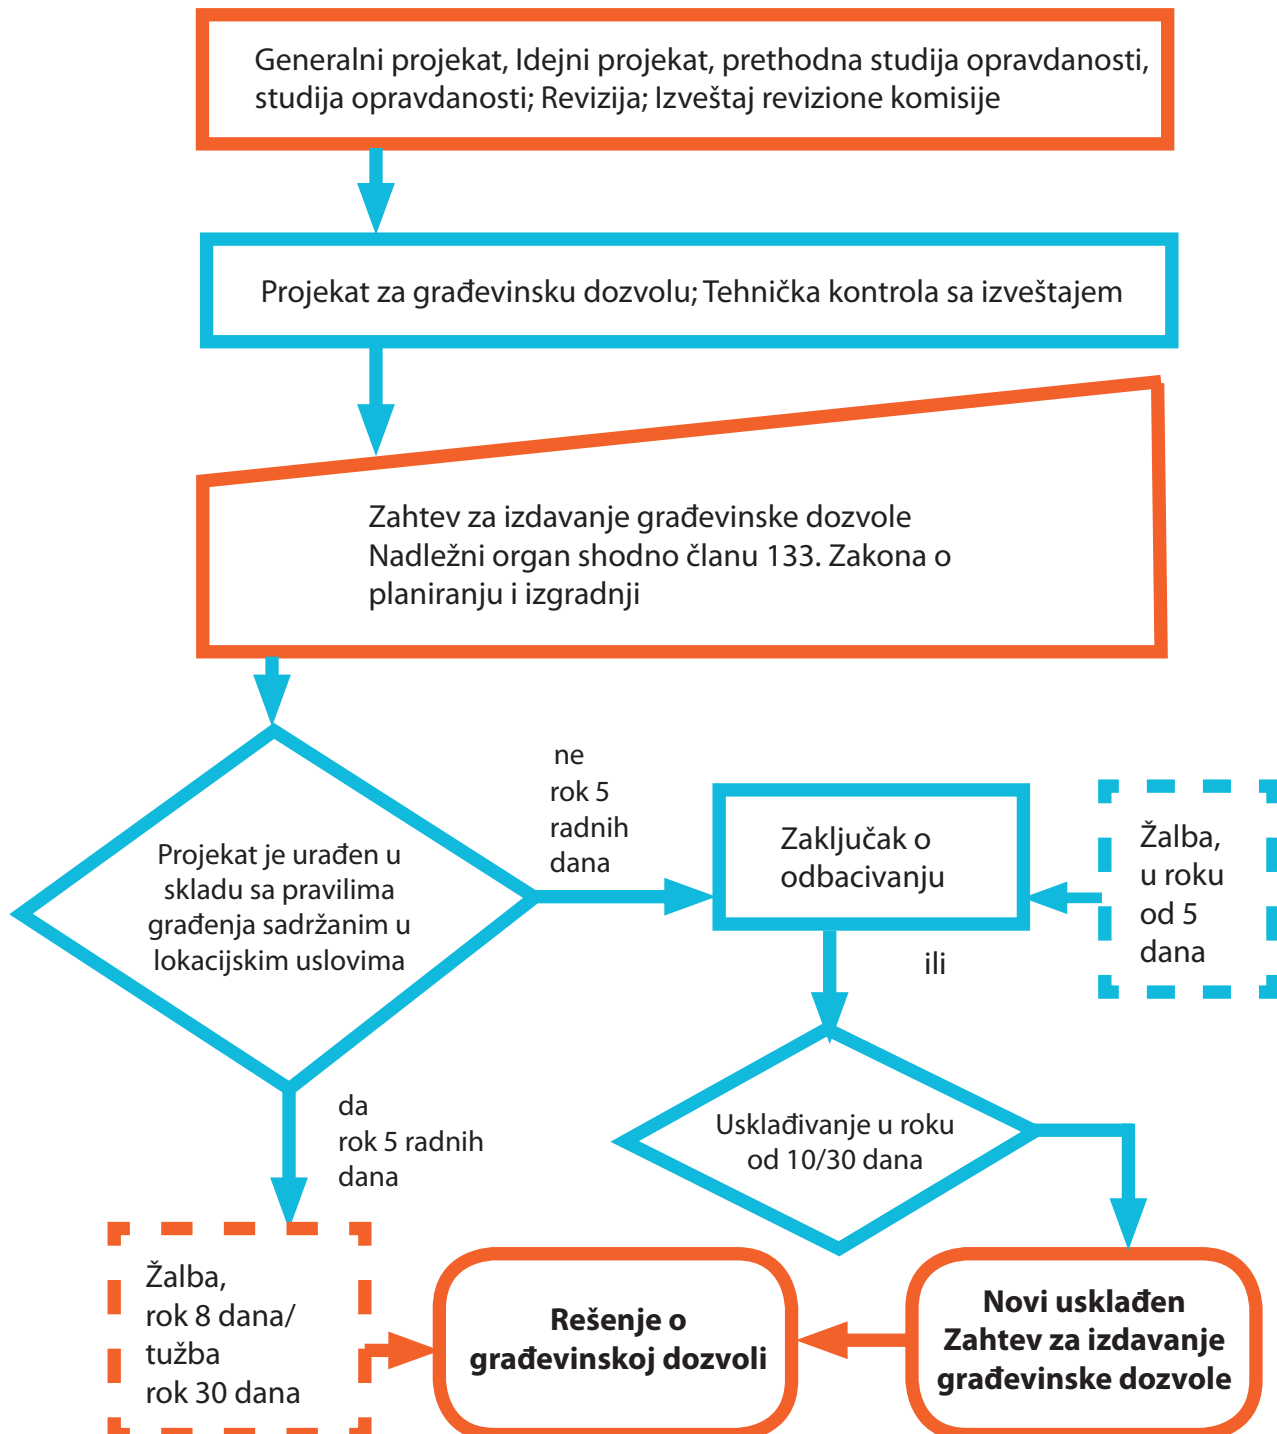 Generalni projekat, Idejni projekat, prethodna studija opravdanosti,
studija opravdanosti; Revizija; Izveštaj revizione komisije
Projekat za građevinsku dozvolu; Tehnička kontrola sa izveštajem
Zahtev za izdavanje građevinske dozvole
Nadležni organ shodno članu 133. Zakona o
planiranju i izgradnji
Projekat je urađen u
skladu sa pravilima
građenja sadržanim u
lokacijskim uslovima
ne
rok 5
radnih
dana
Zaključak o
odbacivanju
Žalba,
u roku
od 5
dana
ili
Usklađivanje u roku
od 10/30 dana
da
rok 5 radnih
dana
Žalba,
rok 8 dana/
tužba
rok 30 dana
Rešenje o
građevinskoj dozvoli
Novi usklađen
Zahtev za izdavanje
građevinske dozvole